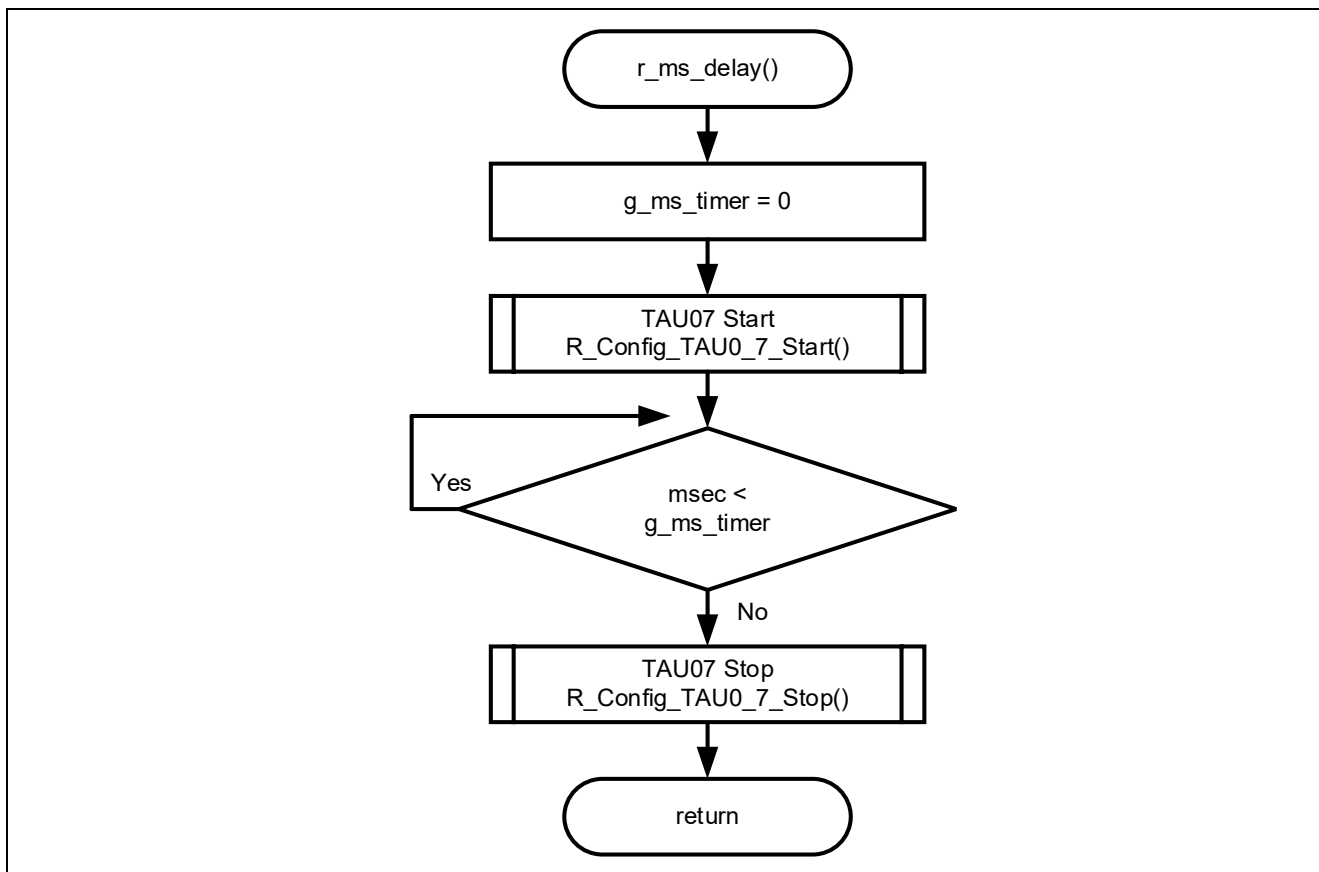 r_ms_delay()
g_ms_timer = 0
TAU07 Start
R_Config_TAU0_7_Start()
Yes
msec <
g_ms_timer
No
TAU07 Stop
R_Config_TAU0_7_Stop()
return